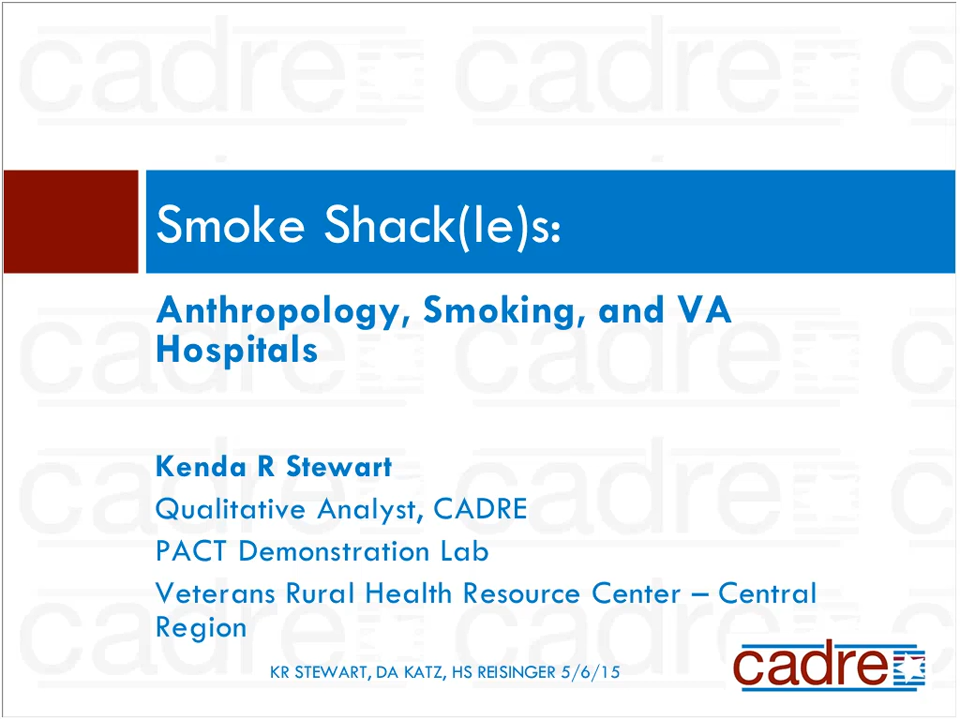 Smoke Shack(le)s:
Anthropology, Smoking, and VA
Hospitals
Kenda R Stewart
Qualitative Analyst, CADRE
PACT Demonstration Lab
Veterans Rural Health Resource Center – Central
Region
KR STEWART, DA KATZ, HS REISINGER 5/6/15
cadre